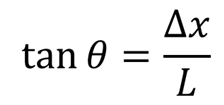 tan θ = Δx / L